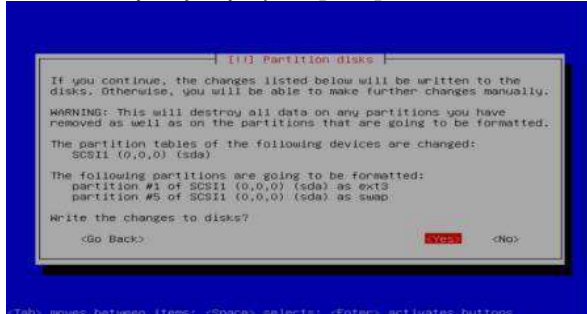 [!!] Partition disks
If you continue, the changes listed below will be written to the
disks. Otherwise, you will be able to make further changes manually.
WARNING: This will destroy all data on any partitions you have
removed as well as on the partitions that are going to be formatted.
The partition tables of the following devices are changed:
SCSI1 (0,0,0) (sda)
The following partitions are going to be formatted:
partition #1 of SCSI1 (0,0,0) (sda) as ext3
partition #5 of SCSI1 (0,0,0) (sda) as swap
Write the changes to disks?
<Go Back> <Yes> <No>
<Tab> moves between items; <Space> selects; <Enter> activates buttons